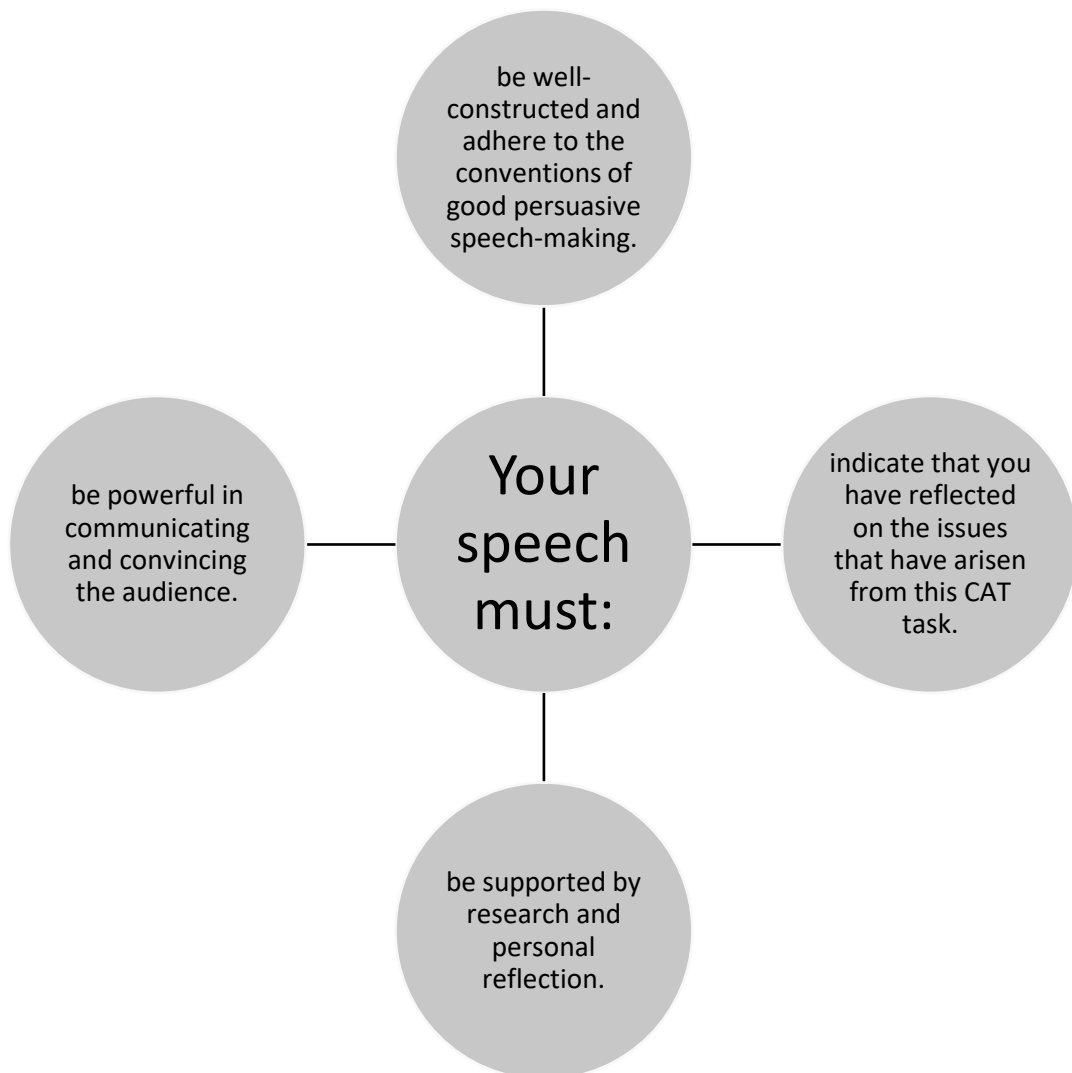 be well-
constructed and
adhere to the
conventions of
good persuasive
speech-making.
be powerful in
communicating
and convincing
the audience.
Your
speech
must:
indicate that you
have reflected
on the issues
that have arisen
from this CAT
task.
be supported by
research and
personal
reflection.